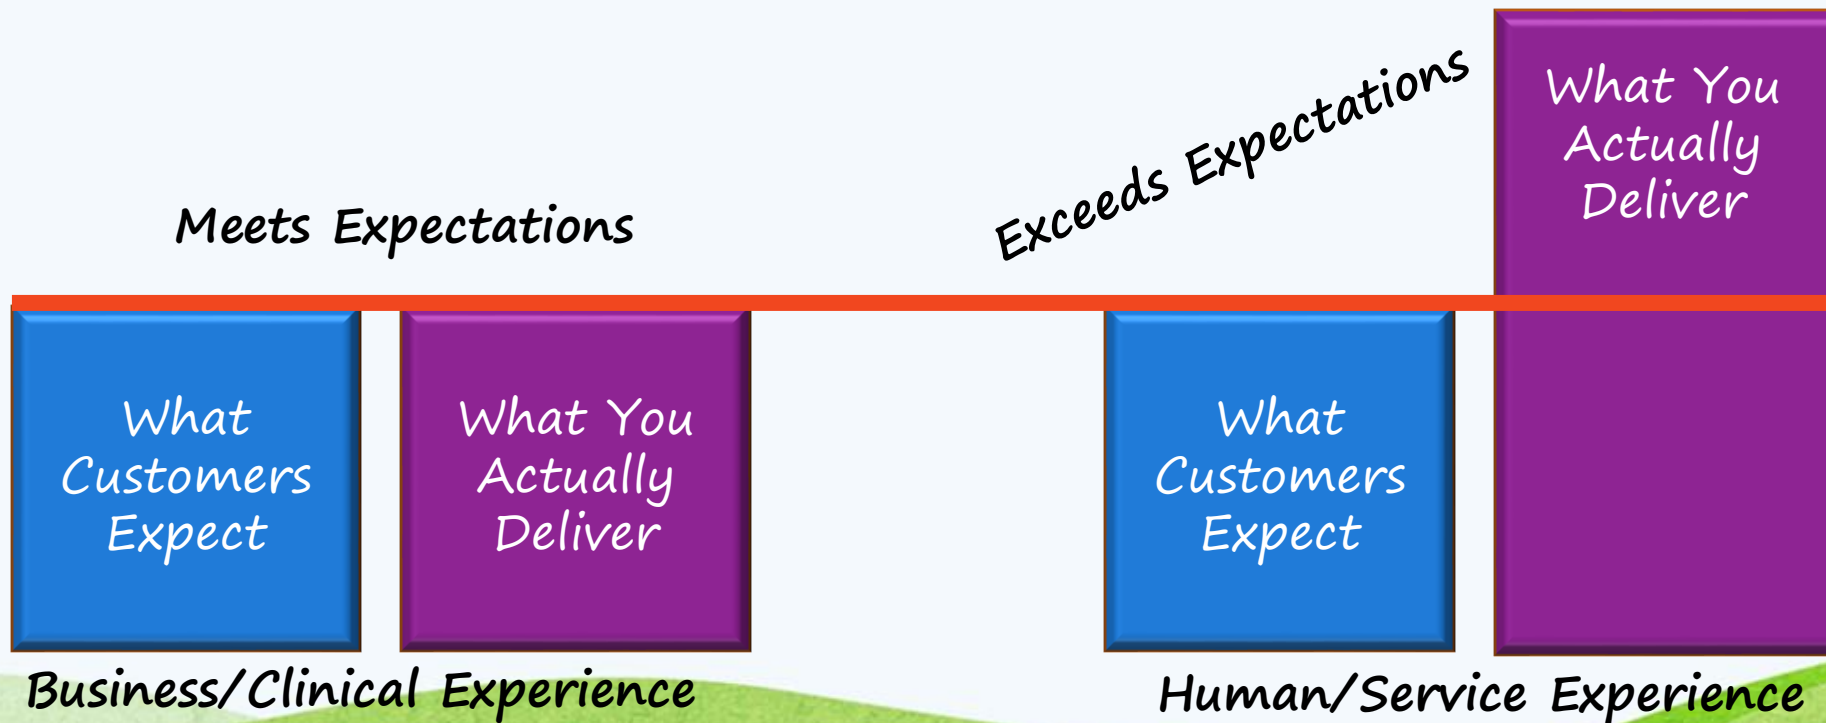 Meets Expectations
What
Customers
Expect
What You
Actually
Deliver
Business/Clinical Experience
Exceeds Expectations
What
Customers
Expect
What You
Actually
Deliver
Human/Service Experience